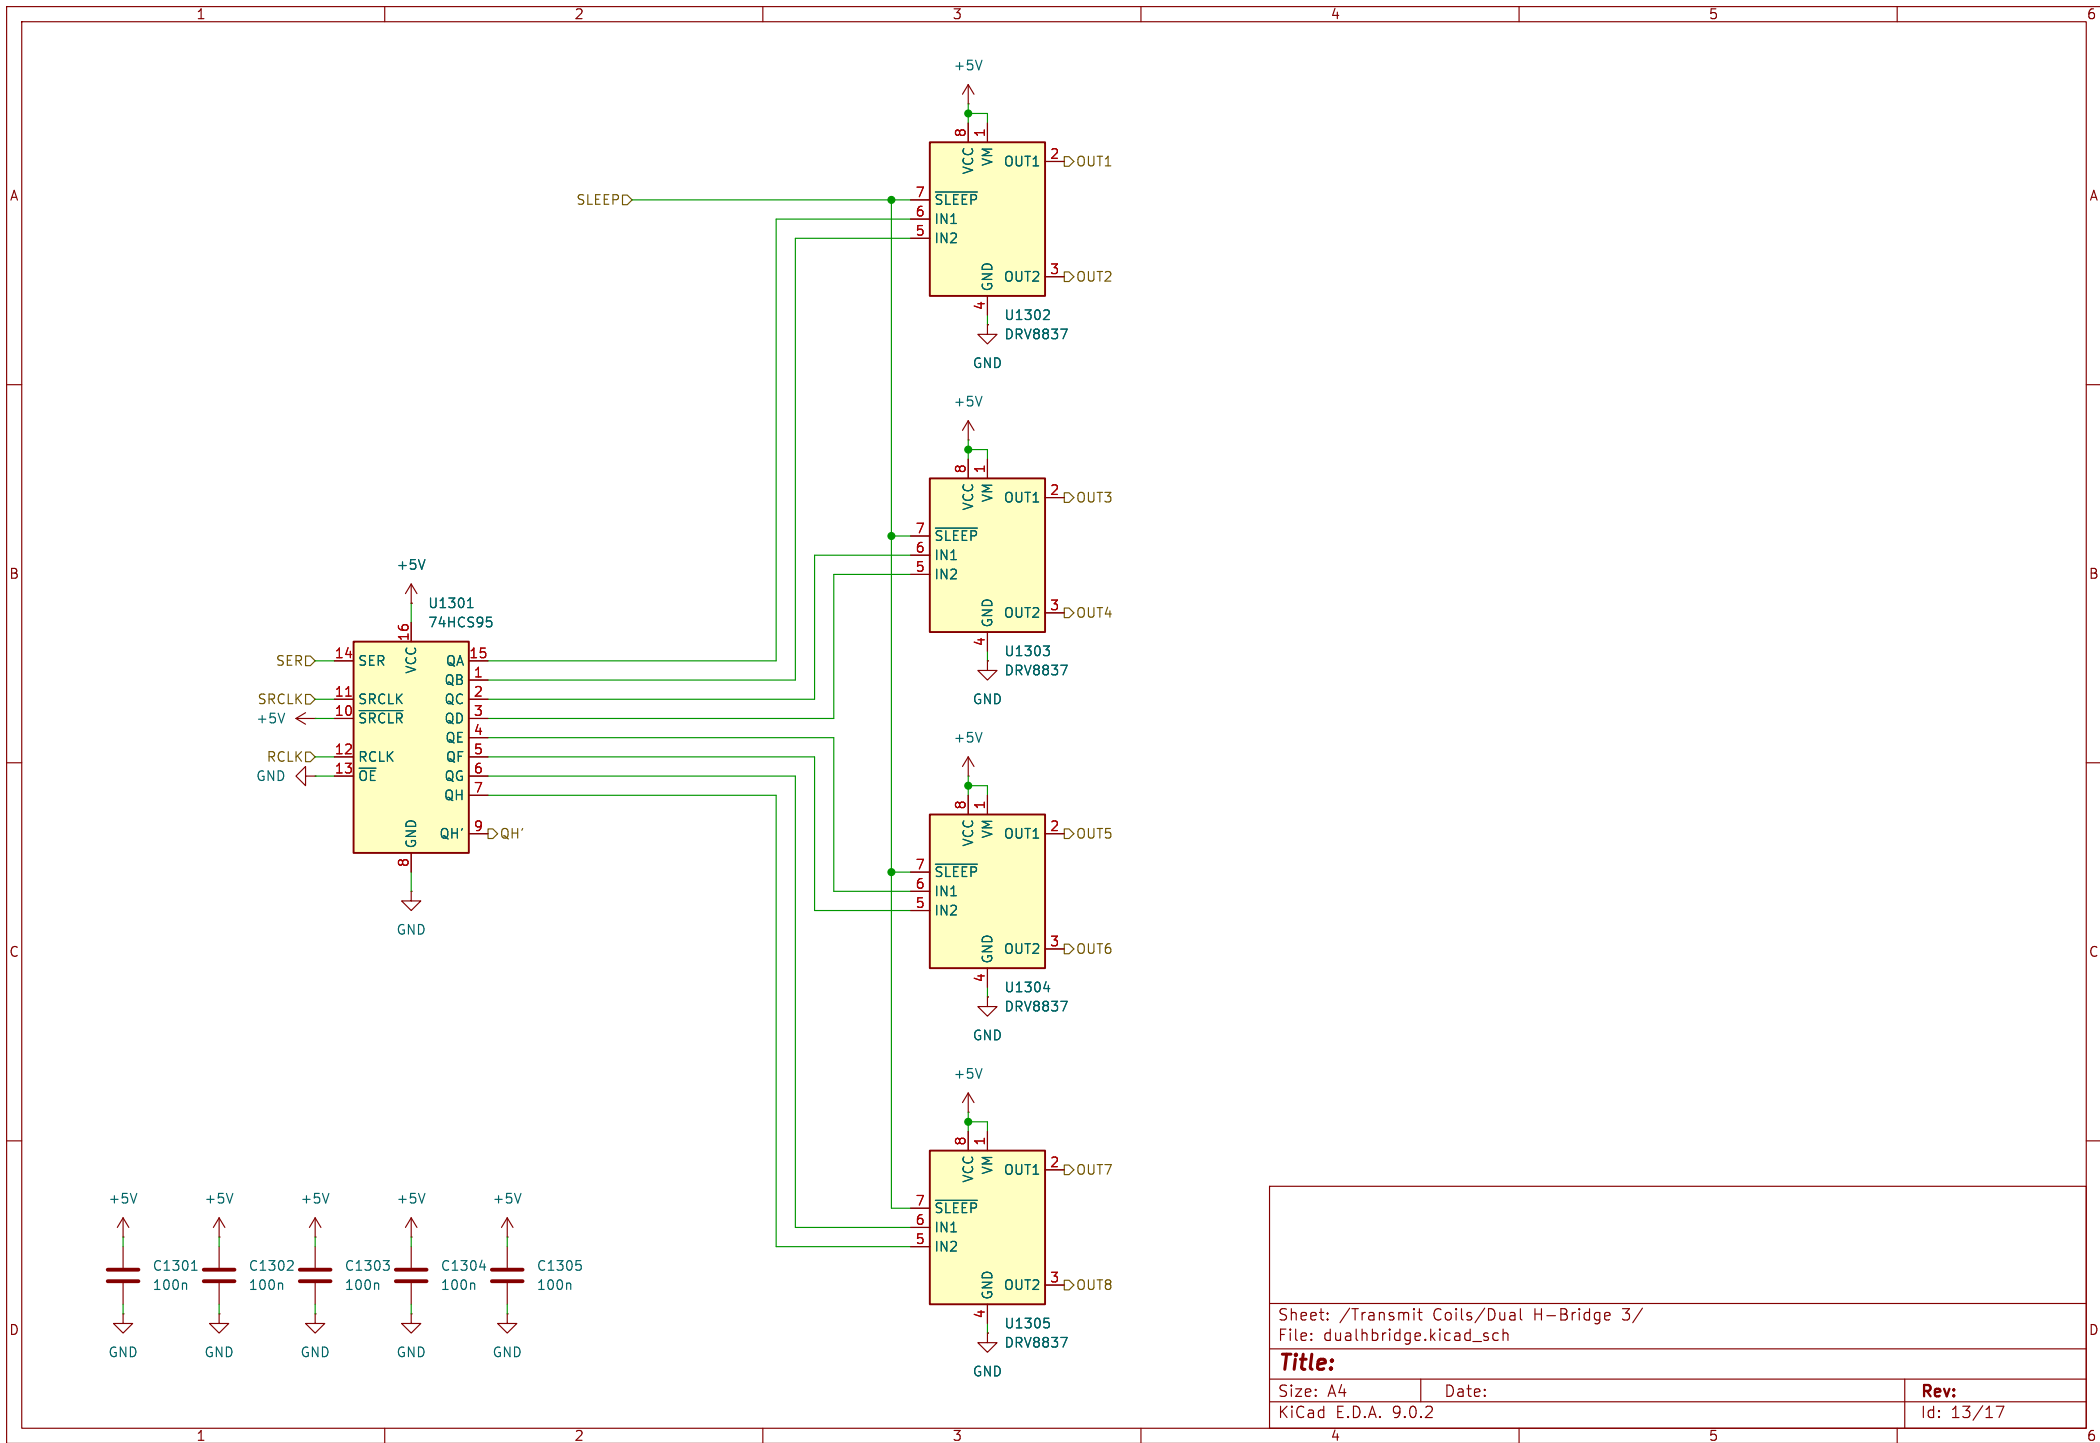 1 2 3 4 5 6
A A
B B
C C
D D
1 2 3 4 5 6
+5V
8 1
VCC VM OUT1 2 OUT1
SLEEP 7 SLEEP
6 IN1
5 IN2
GND OUT2 3 OUT2
4
U1302
DRV8837
GND
+5V
8 1
VCC VM OUT1 2 OUT3
7 SLEEP
6 IN1
5 IN2
GND OUT2 3 OUT4
4
U1303
DRV8837
GND
+5V
U1301
74HCS95
16
SER 14 SER VCC QA 15
QB 1
SRCLK 11 SRCLK QC 2
+5V 10 SRCLR QD 3
QE 4
RCLK 12 RCLK QF 5
GND 13 OE QG 6
QH 7
GND QH' 9 QH'
8
GND
+5V
8 1
VCC VM OUT1 2 OUT5
7 SLEEP
6 IN1
5 IN2
GND OUT2 3 OUT6
4
U1304
DRV8837
GND
+5V
8 1
VCC VM OUT1 2 OUT7
7 SLEEP
6 IN1
5 IN2
GND OUT2 3 OUT8
4
U1305
DRV8837
GND
+5V +5V +5V +5V +5V
C1301 C1302 C1303 C1304 C1305
100n 100n 100n 100n 100n
GND GND GND GND GND
Sheet: /Transmit Coils/Dual H-Bridge 3/
File: dualhbridge.kicad_sch
Title:
Size: A4 Date: Rev:
KiCad E.D.A. 9.0.2 Id: 13/17